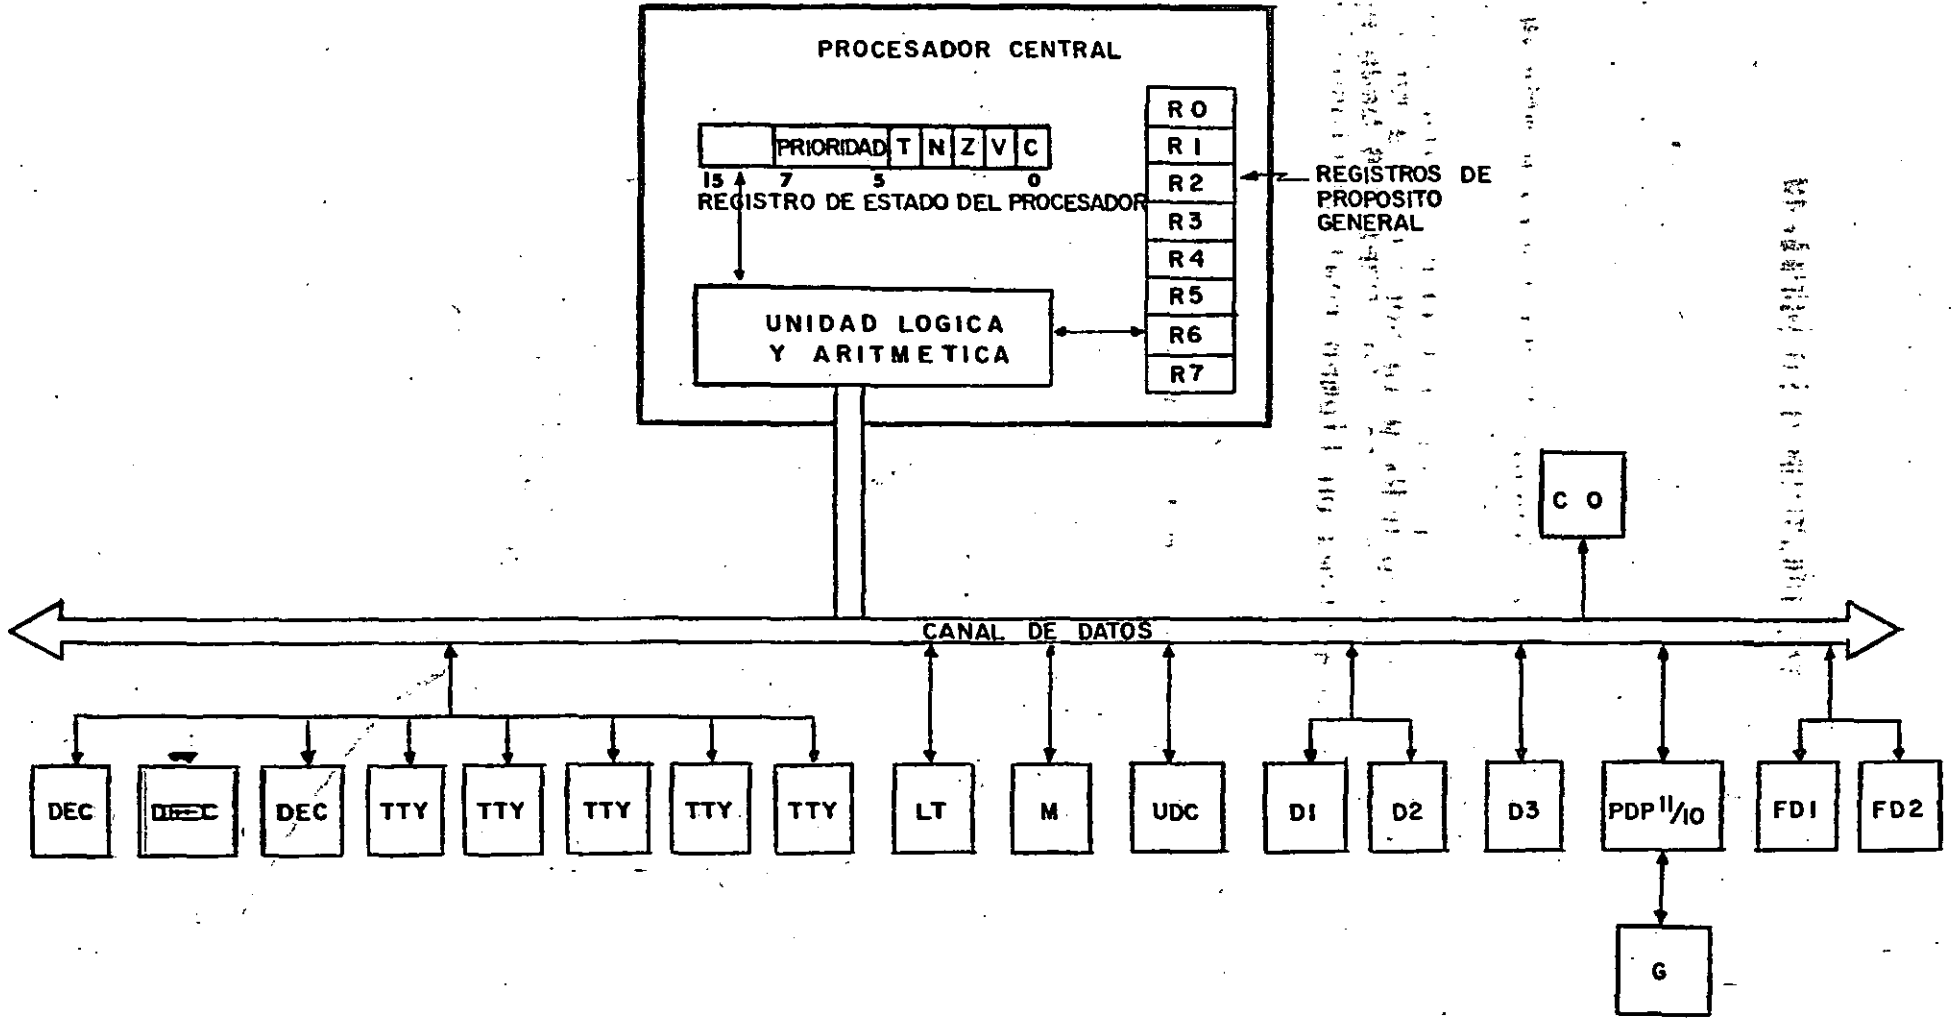 PROCESADOR CENTRAL
PRIORIDAD T N Z V C
15 7 5 0
REGISTRO DE ESTADO DEL PROCESADOR
R0
R1
R2
R3
R4
R5
R6
R7
REGISTROS DE
PROPOSITO
GENERAL
UNIDAD LOGICA
Y ARITMETICA
C O
CANAL DE DATOS
DEC
DEC
DEC
TTY
TTY
TTY
TTY
TTY
LT
M
UDC
D1
D2
D3
PDP 11/10
FD1
FD2
G